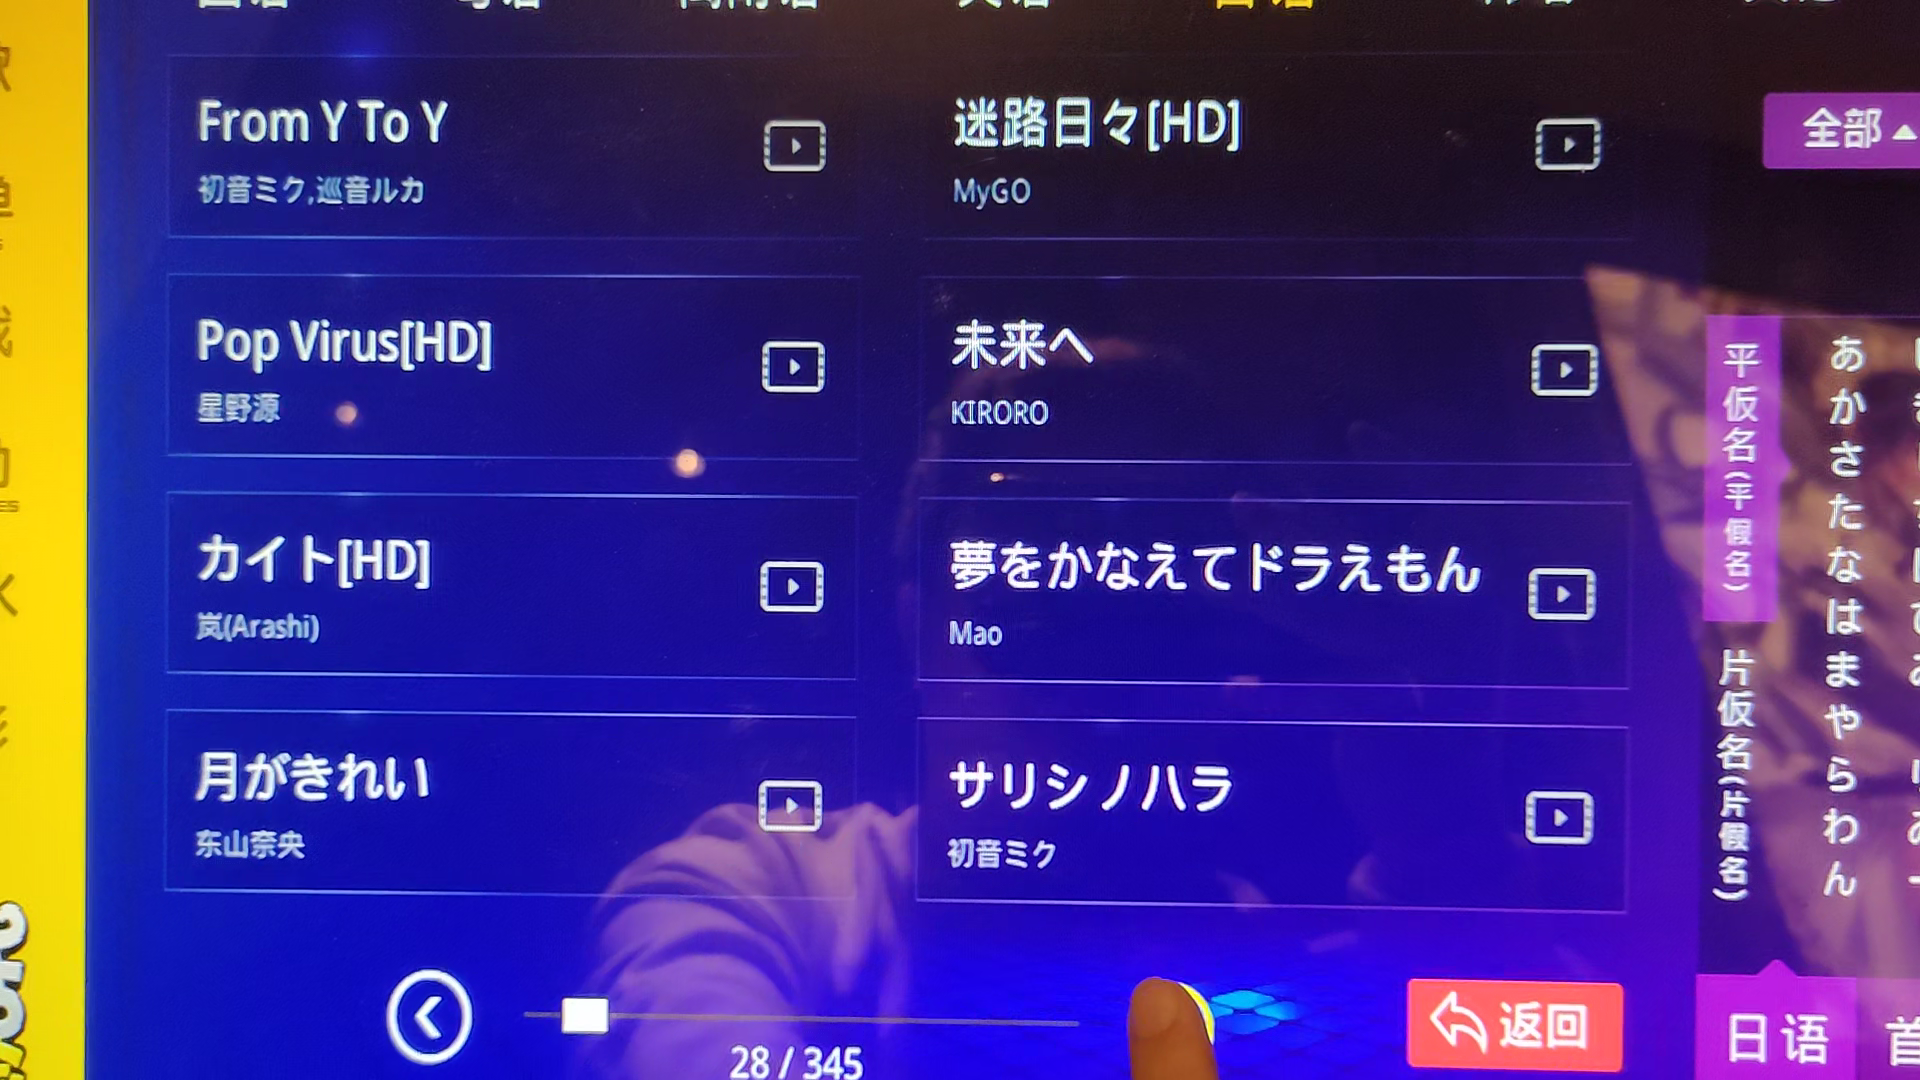 From Y To Y
初音ミク,巡音ルカ
迷路日々[HD]
MyGO
全部
Pop Virus[HD]
星野源
未来へ
KIRORO
カイト[HD]
岚(Arashi)
夢をかなえてドラえもん
Mao
月がきれい
东山奈央
サリシノハラ
初音ミク
平仮名(平假名)
片仮名(片假名)
あかさたなはまやらわん
28 / 345
返回
日语